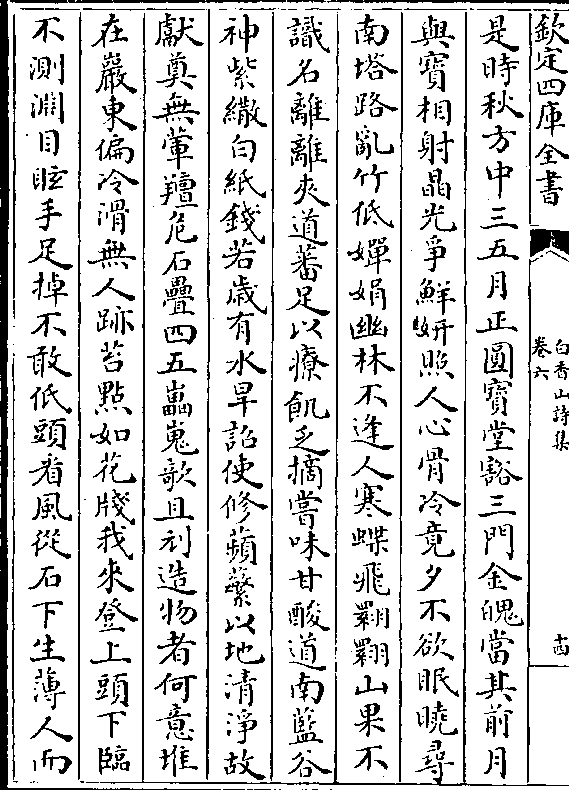 欽定四庫全書
白香山詩集
卷六
十四
是時秋方中三五月正圓寶堂豁三門金魄當其前月
與寶相射晶光爭鮮妍照人心骨冷竟夕不欲眠曉尋
南塔路亂竹低嬋娟幽林不逢人寒蝶飛翾翾山果不
識名離離夾道蕃足以療飢乏摘嘗味甘酸道南藍谷
神紫繖白紙錢若歲有水旱詔使修蘋蘩以地清淨故
獻奠無葷羶危石疊四五㠥嵬欹且刓造物者何意堆
在巖東偏冷滑無人跡苔點如花牋我來登上頭下臨
不測淵目眩手足掉不敢低頭看風從石下生薄人而